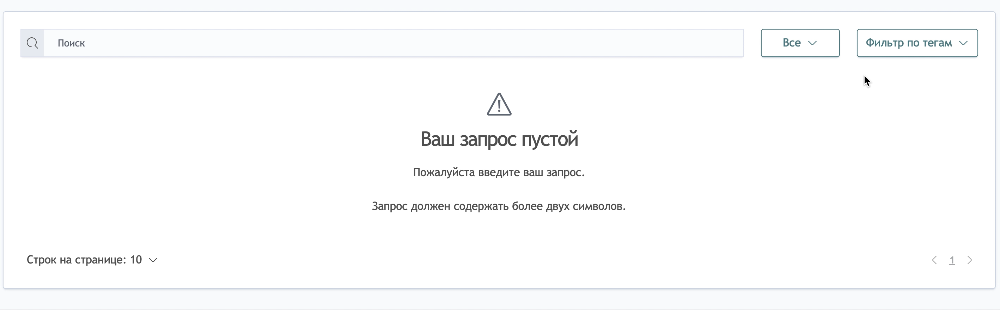 Поиск
Все
Фильтр по тегам
Ваш запрос пустой
Пожалуйста введите ваш запрос.
Запрос должен содержать более двух символов.
Строк на странице: 10
1